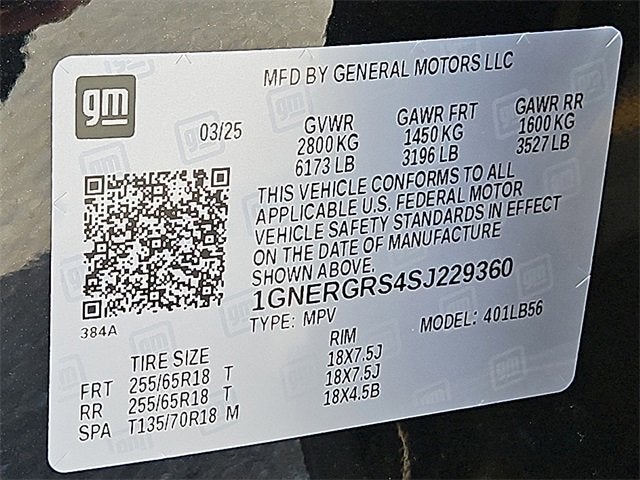 gm
MFD BY GENERAL MOTORS LLC
03/25
GVWR GAWR FRT GAWR RR
2800 KG 1450 KG 1600 KG
6173 LB 3196 LB 3527 LB
THIS VEHICLE CONFORMS TO ALL
APPLICABLE U.S. FEDERAL MOTOR
VEHICLE SAFETY STANDARDS IN EFFECT
ON THE DATE OF MANUFACTURE
SHOWN ABOVE.
1GNERGRS4SJ229360
384A
TYPE: MPV MODEL: 401LB56
TIRE SIZE RIM
FRT 255/65R18 T 18X7.5J
RR 255/65R18 T 18X7.5J
SPA T135/70R18 M 18X4.5B